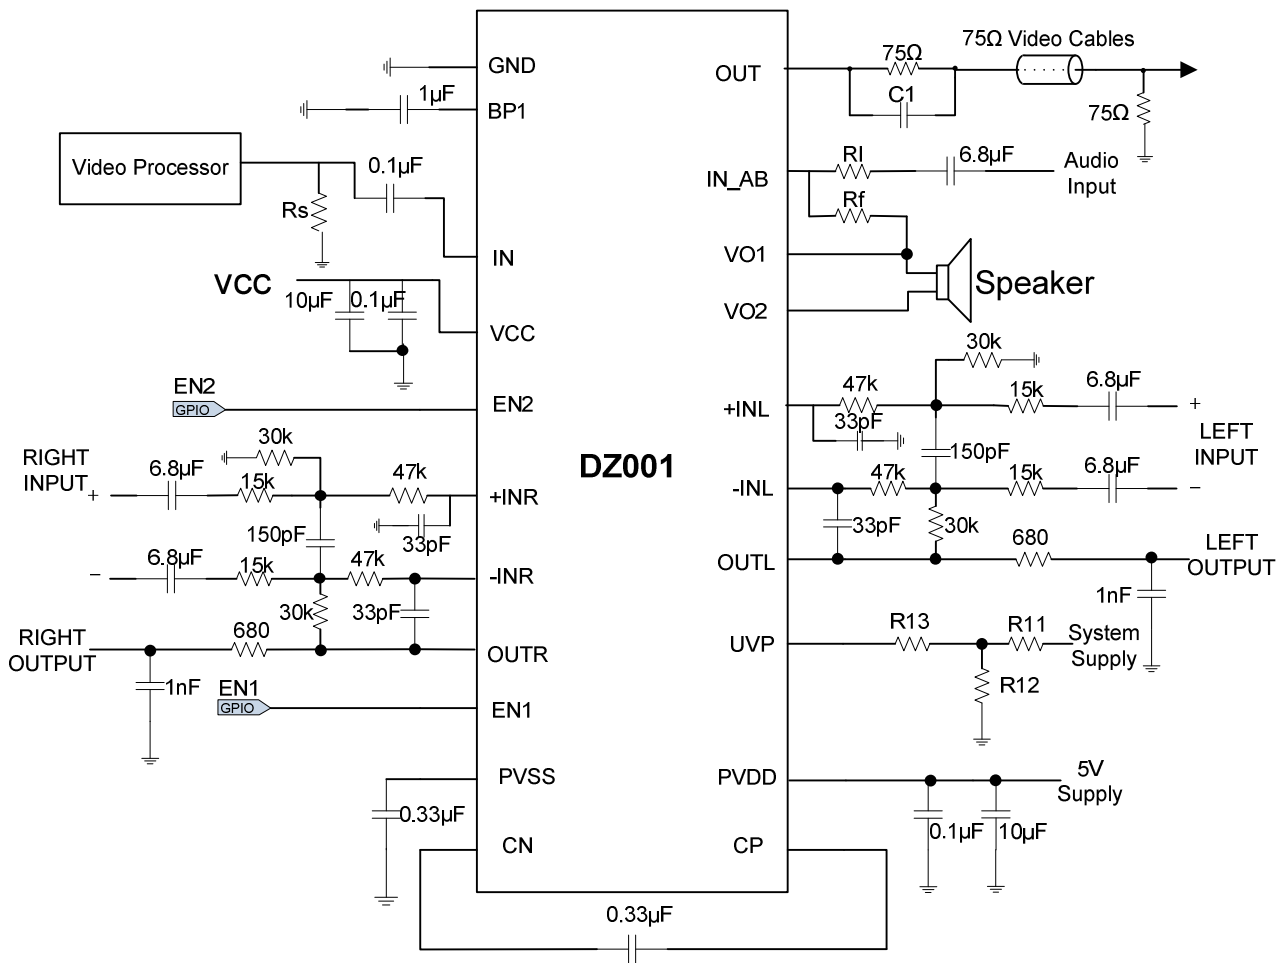 75Ω Video Cables
75Ω
C1
75Ω
GND
BP1
1µF
OUT
Video Processor
0.1µF
Rs
IN
RI
6.8µF
Audio
Input
IN_AB
Rf
VO1
Speaker
VO2
VCC
10µF
0.1µF
VCC
EN2
GPIO
EN2
30k
47k
15k
6.8µF
+
+INL
33pF
LEFT
INPUT
150pF
DZ001
47k
15k
6.8µF
−
-INL
33pF
30k
RIGHT
INPUT
30k
6.8µF
15k
47k
+
+INR
33pF
150pF
6.8µF
15k
47k
−
-INR
30k
33pF
680
LEFT
OUTPUT
OUTL
1nF
RIGHT
OUTPUT
680
OUTR
1nF
UVP
R13
R11
System
Supply
R12
EN1
GPIO
EN1
PVSS
0.33µF
PVDD
5V
Supply
0.1µF
10µF
CN
CP
0.33µF